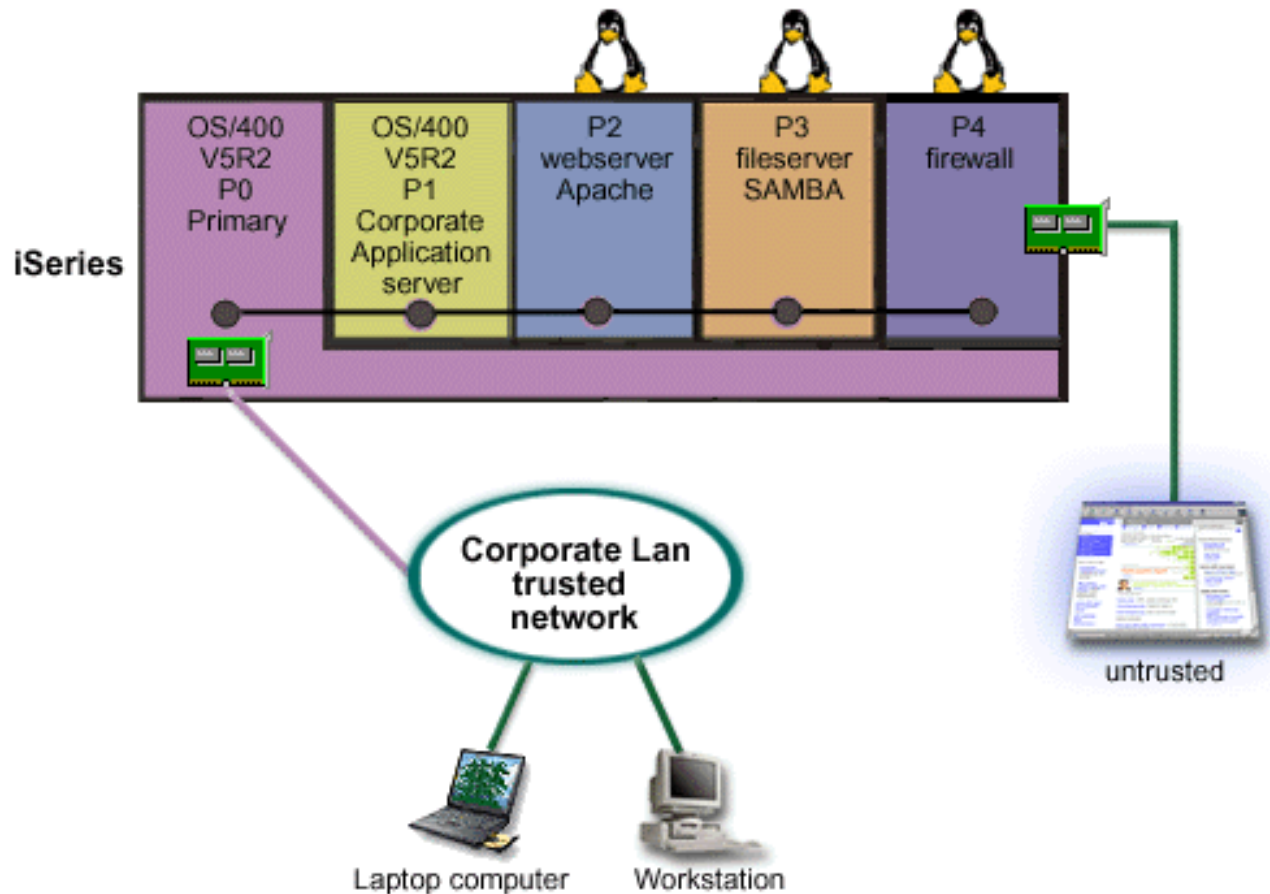 OS/400
V5R2
P0
Primary
OS/400
V5R2
P1
Corporate
Application
server
P2
webserver
Apache
P3
fileserver
SAMBA
P4
firewall
iSeries
Corporate Lan
trusted
network
untrusted
Laptop computer
Workstation